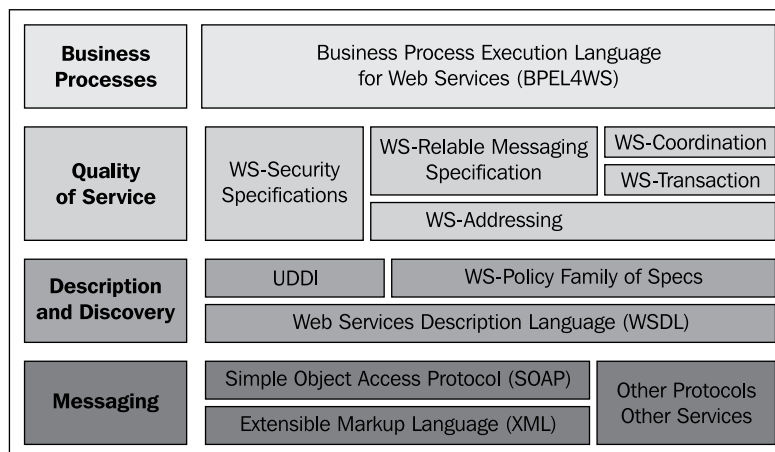 Business
Processes
Business Process Execution Language
for Web Services (BPEL4WS)
Quality
of Service
WS-Security
Specifications
WS-Relable Messaging
Specification
WS-Coordination
WS-Transaction
WS-Addressing
Description
and Discovery
UDDI
WS-Policy Family of Specs
Web Services Description Language (WSDL)
Messaging
Simple Object Access Protocol (SOAP)
Extensible Markup Language (XML)
Other Protocols
Other Services